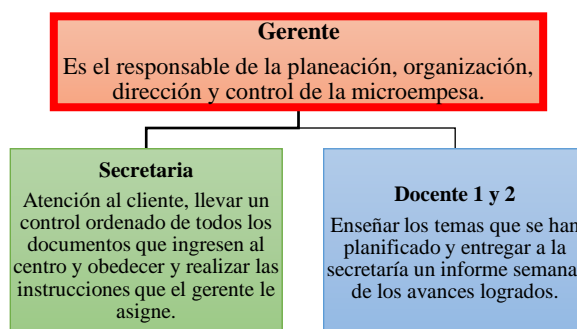 Gerente
Es el responsable de la planeación, organización,
dirección y control de la microempesa.
Secretaria
Atención al cliente, llevar un
control ordenado de todos los
documentos que ingresen al
centro y obedecer y realizar las
instrucciones que el gerente le
asigne.
Docente 1 y 2
Enseñar los temas que se han
planificado y entregar a la
secretaría un informe semana
de los avances logrados.